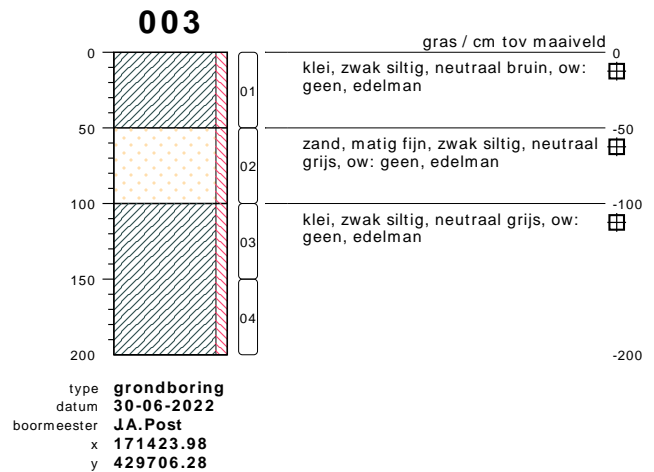 003
gras / cm tov maaiveld
0
0
klei, zwak siltig, neutraal bruin, ow:
geen, edelman
01
50
-50
zand, matig fijn, zwak siltig, neutraal
grijs, ow: geen, edelman
02
100
-100
klei, zwak siltig, neutraal grijs, ow:
geen, edelman
03
150
04
200
-200
type grondboring
datum 30-06-2022
boormeester J.A.Post
x 171423.98
y 429706.28